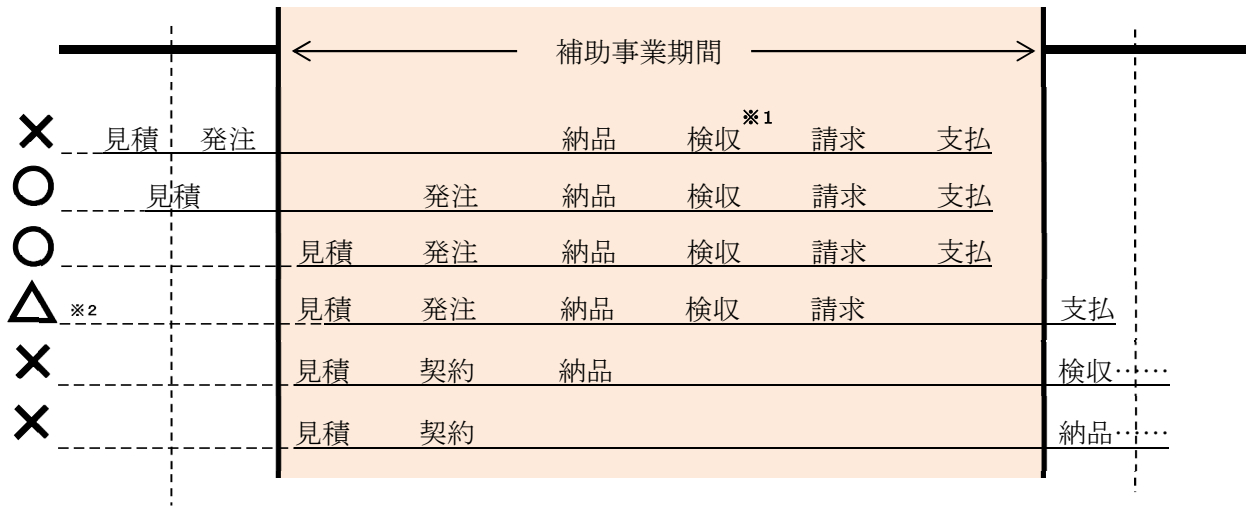 補助事業期間
× 見積 発注 納品 検収※1 請求 支払
○ 見積 発注 納品 検収 請求 支払
○ 見積 発注 納品 検収 請求 支払
△ ※2 見積 発注 納品 検収 請求 支払
× 見積 契約 納品 検収……
× 見積 契約 納品……